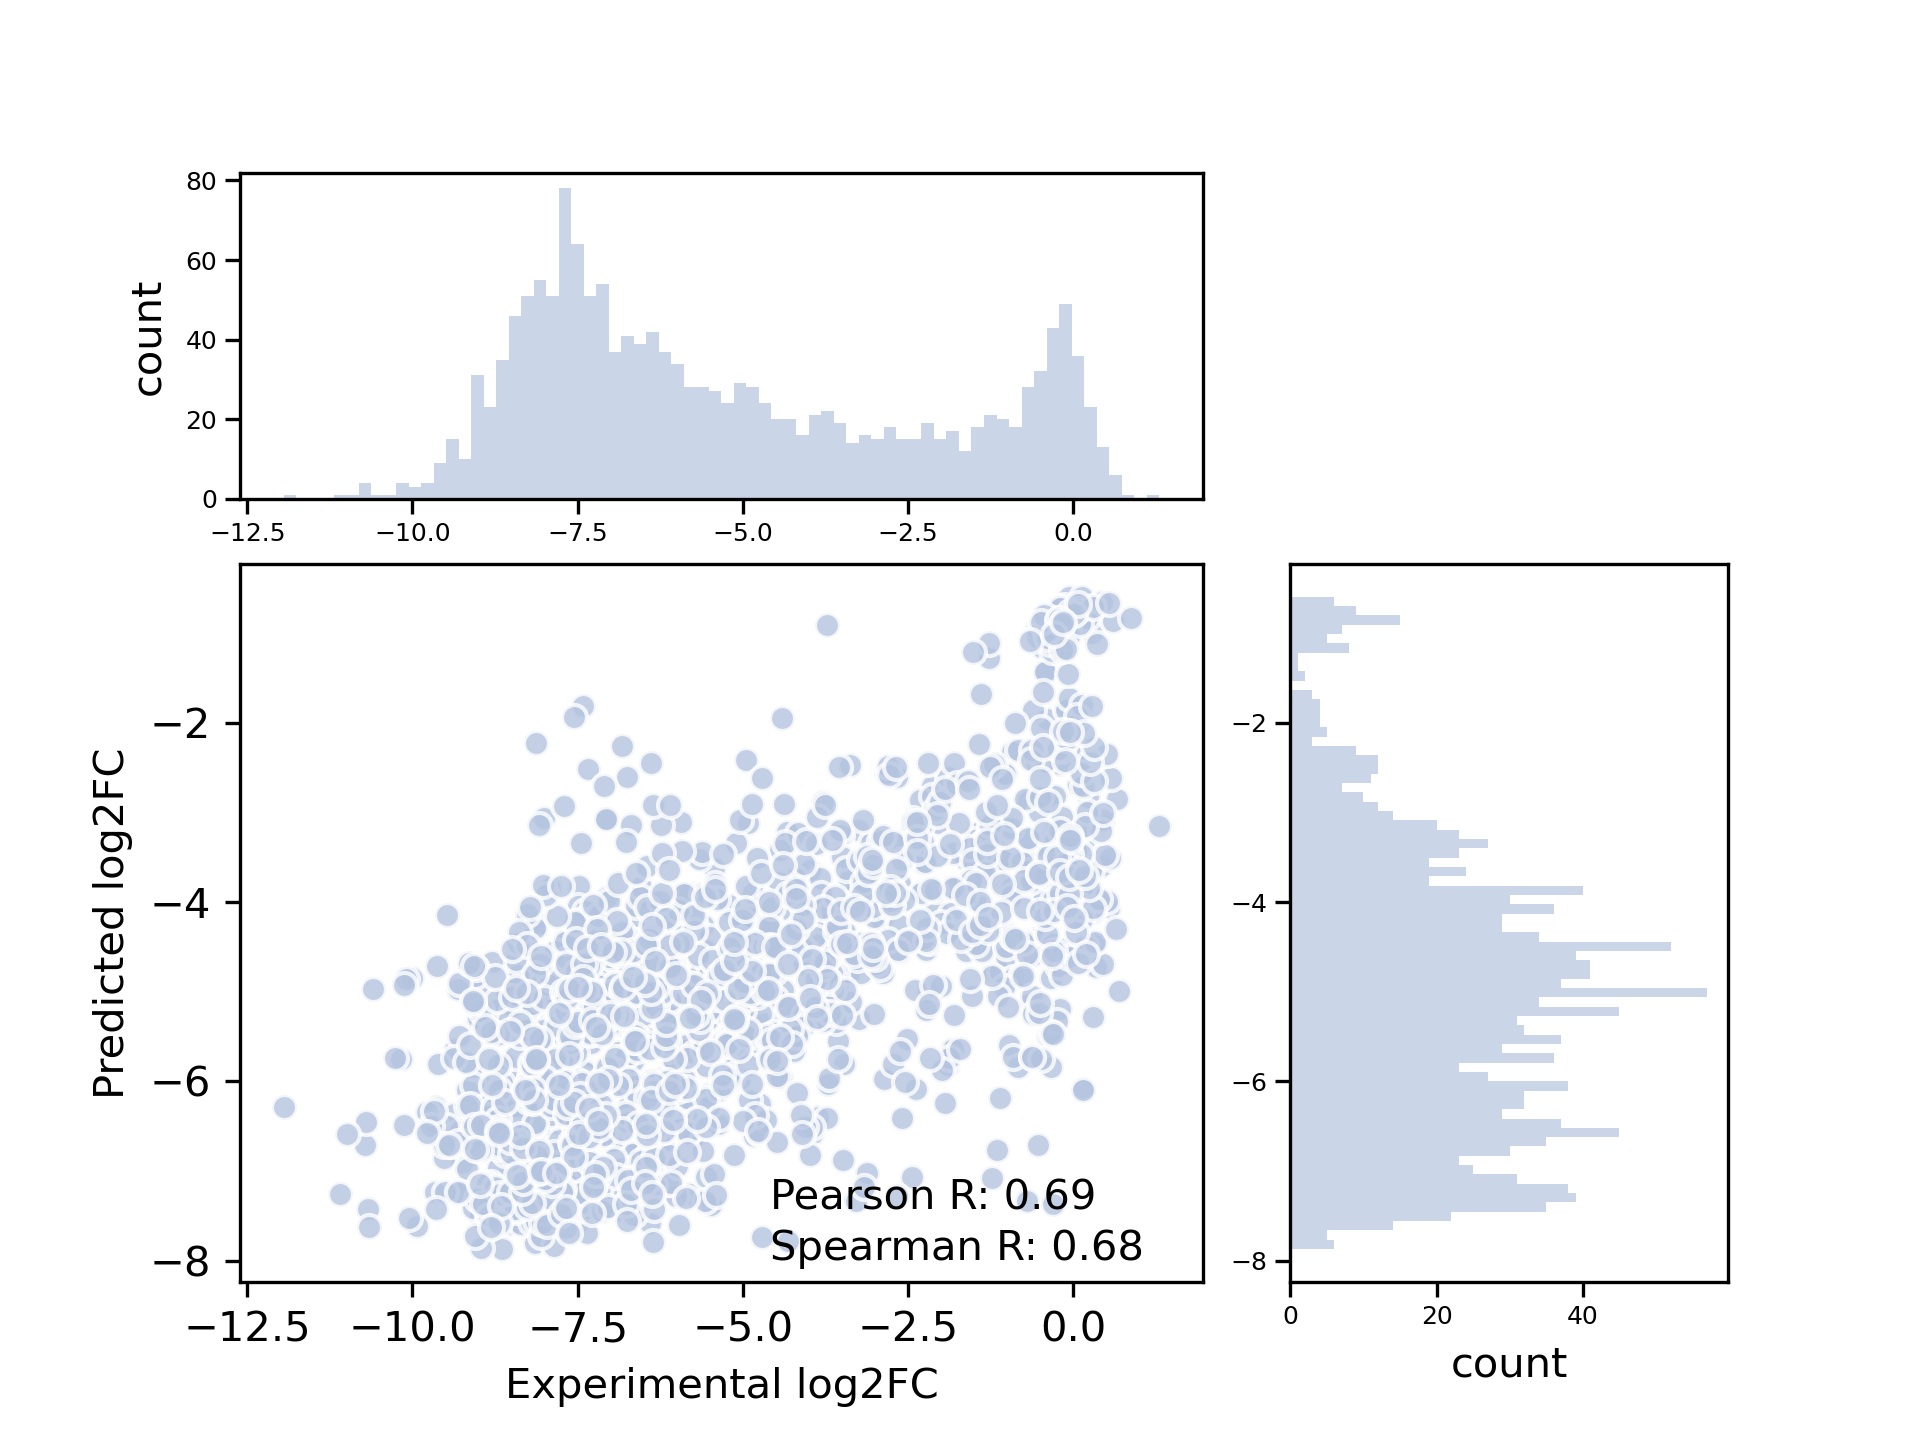 80
60
40
20
0
count
−12.5 −10.0 −7.5 −5.0 −2.5 0.0
−2
−4
−6
−8
Predicted log2FC
Pearson R: 0.69
Spearman R: 0.68
−12.5 −10.0 −7.5 −5.0 −2.5 0.0
Experimental log2FC
−2
−4
−6
−8
0 20 40
count